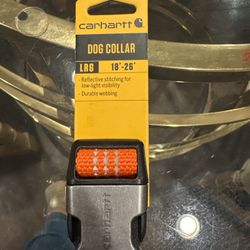 carhartt
DOG COLLAR
LRG 18"-26"
- Reflective stitching for
low-light visibility
- Durable webbing